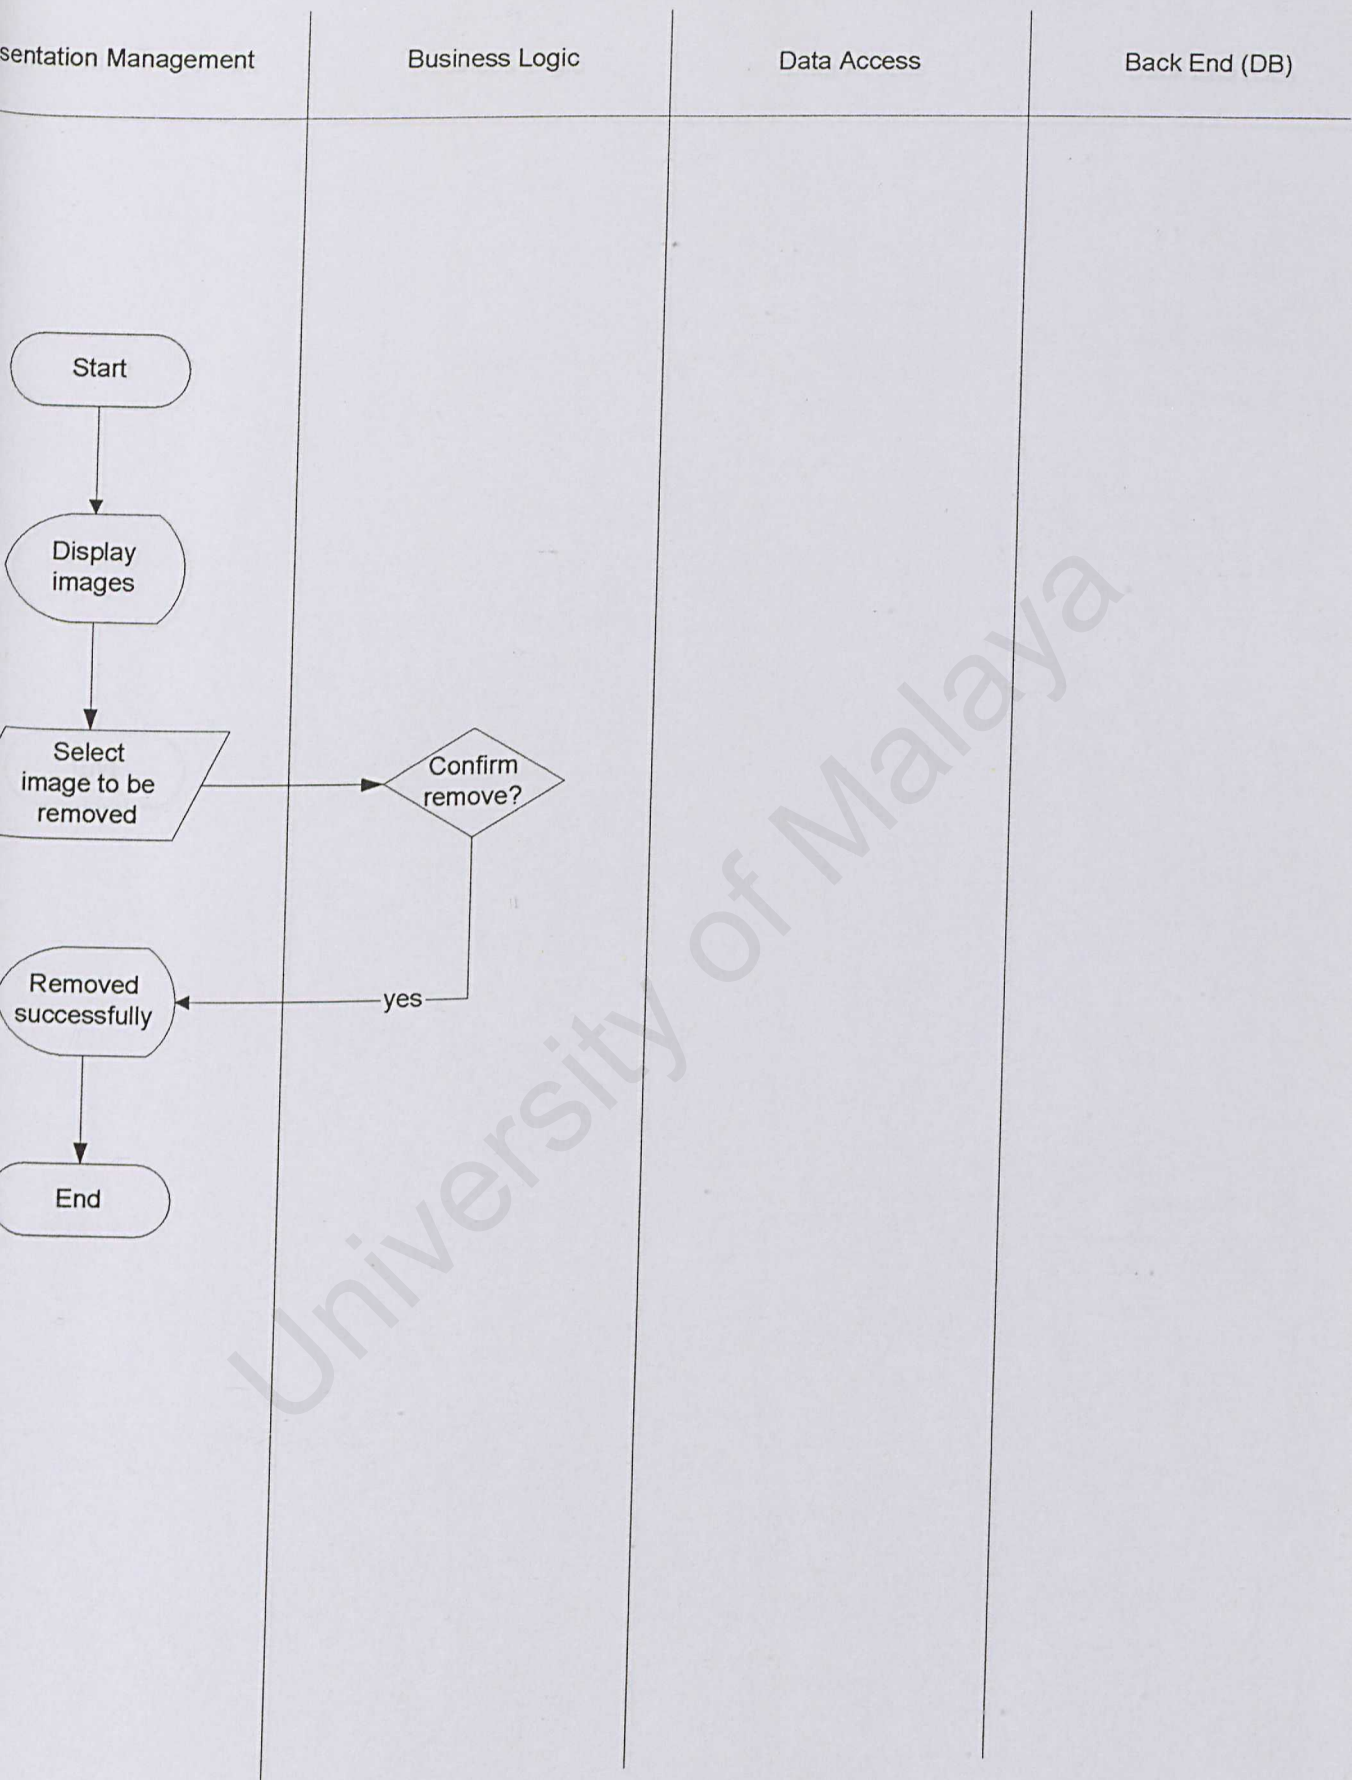 sentation Management
Business Logic
Data Access
Back End (DB)
Start
Display
images
Select
image to be
removed
Confirm
remove?
yes
Removed
successfully
End
University of Malaya